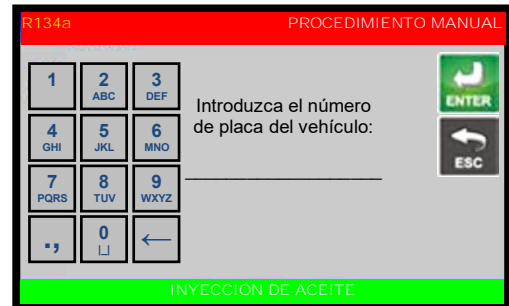 R134a PROCEDIMIENTO MANUAL
1 2 3
ABC DEF
4 5 6
GHI JKL MNO
7 8 9
PQRS TUV WXYZ
., 0 ←
Introduzca el número
de placa del vehículo:
ENTER
ESC
INYECCIÓN DE ACEITE